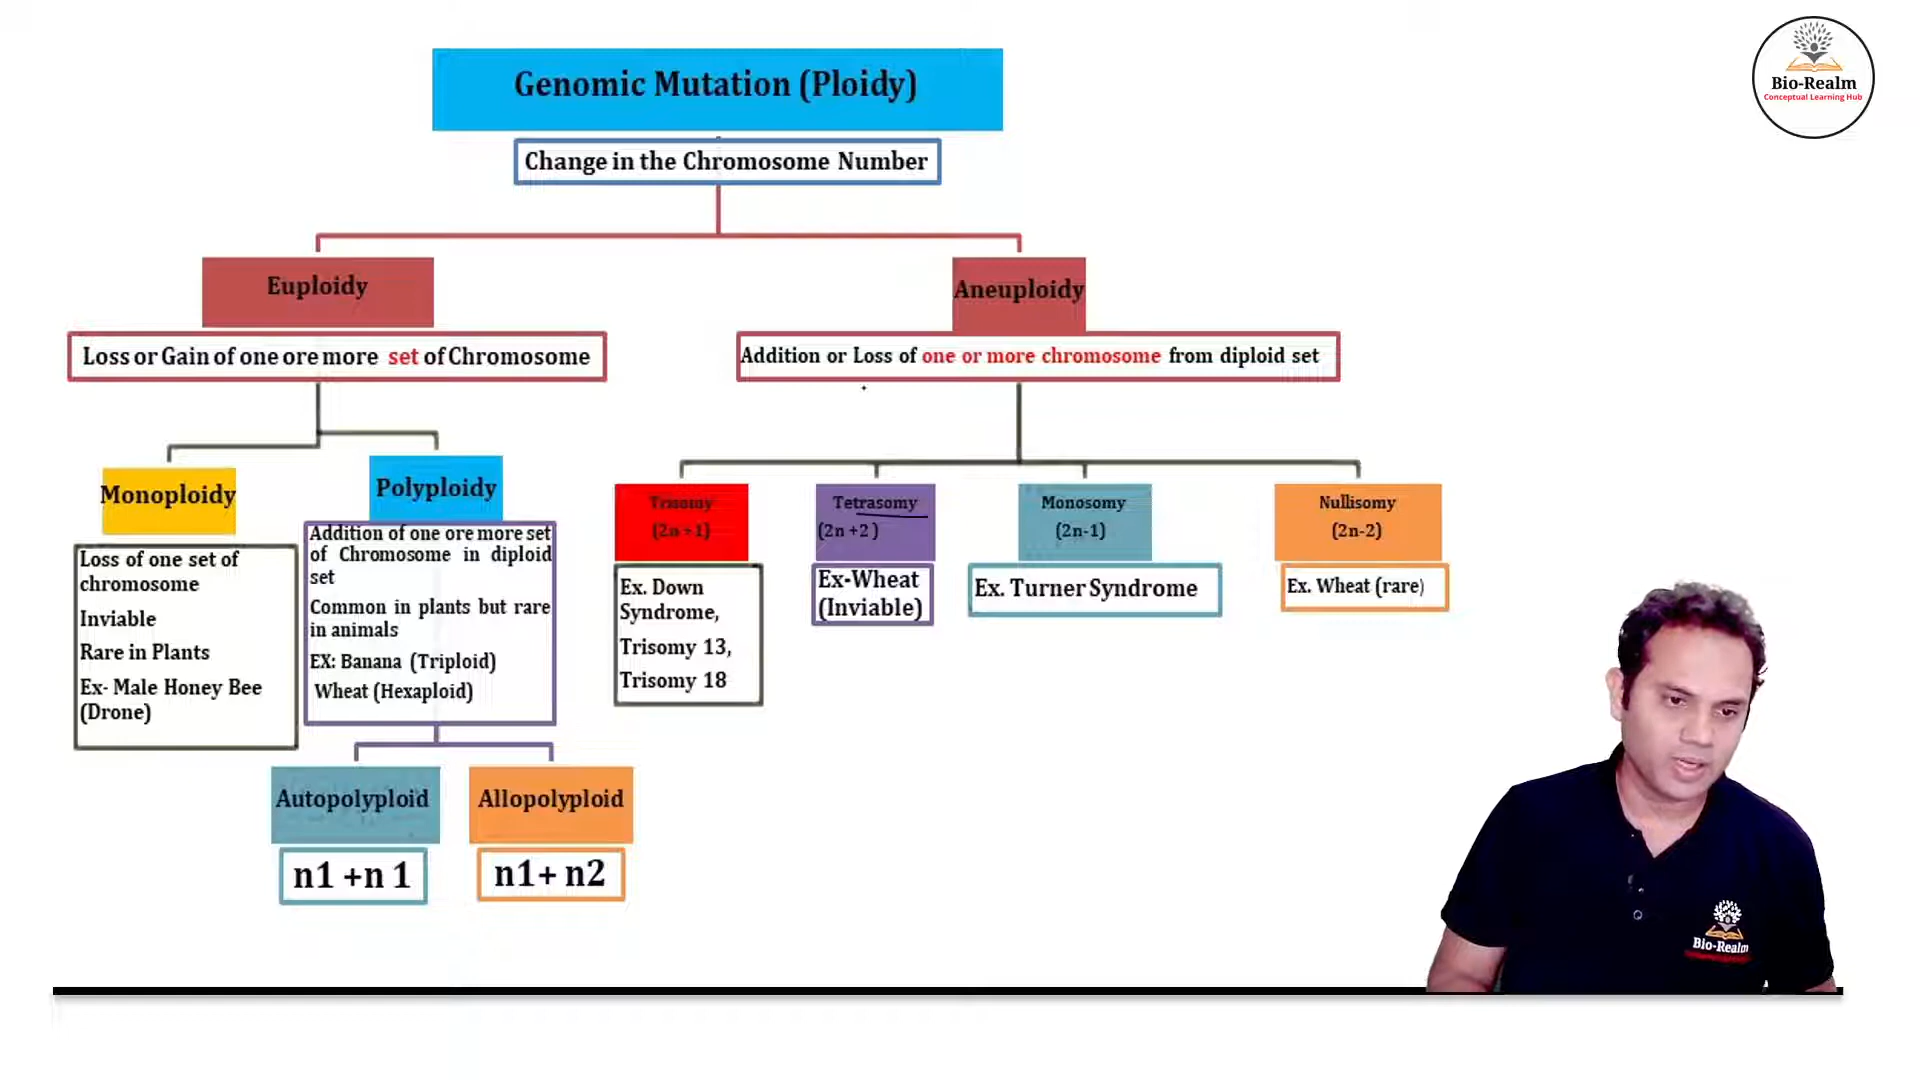 Bio-Realm
Conceptual Learning Hub
Genomic Mutation (Ploidy)
Change in the Chromosome Number
Euploidy
Loss or Gain of one ore more set of Chromosome
Aneuploidy
Addition or Loss of one or more chromosome from diploid set
Monoploidy
Loss of one set of
chromosome
Inviable
Rare in Plants
Ex- Male Honey Bee
(Drone)
Polyploidy
Addition of one ore more set
of Chromosome in diploid
set
Common in plants but rare
in animals
EX: Banana (Triploid)
Wheat (Hexaploid)
Autopolyploid
n1 +n 1
Allopolyploid
n1+ n2
Trisomy
(2n +1)
Ex. Down
Syndrome,
Trisomy 13,
Trisomy 18
Tetrasomy
(2n +2 )
Ex-Wheat
(Inviable)
Monosomy
(2n-1)
Ex. Turner Syndrome
Nullisomy
(2n-2)
Ex. Wheat (rare)
Bio-Realm